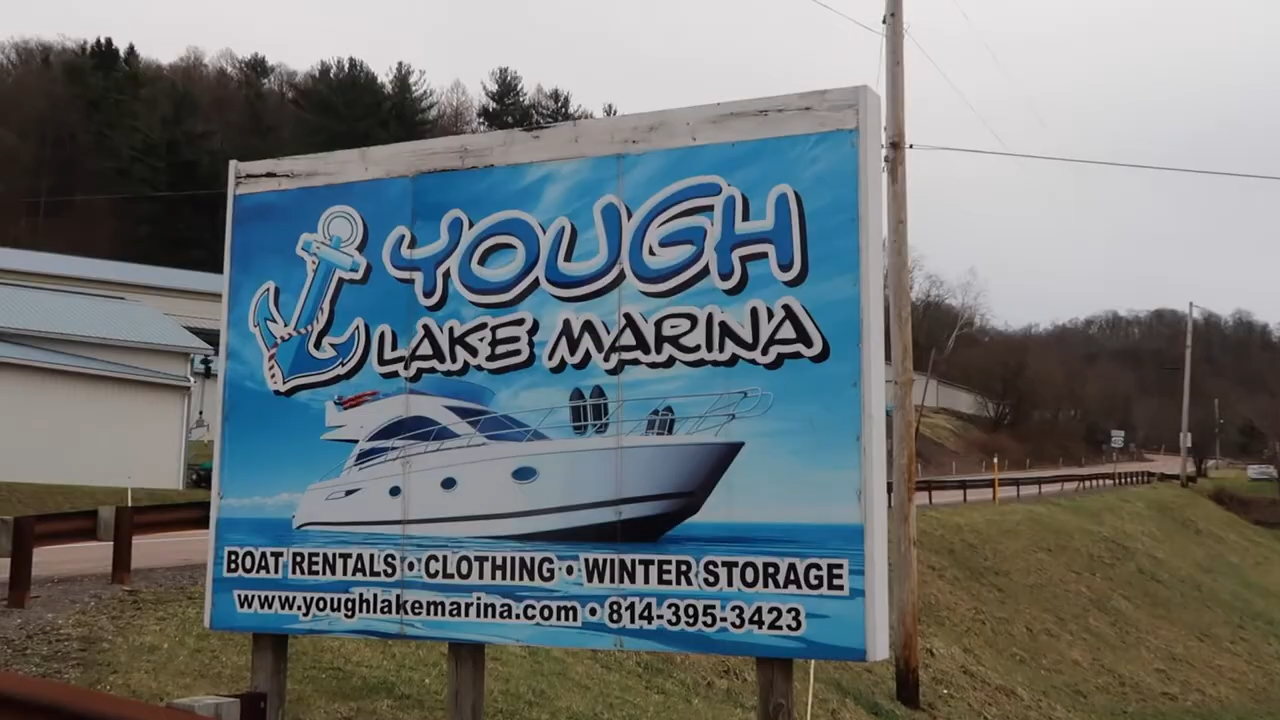 YOUGH
LAKE MARINA
BOAT RENTALS • CLOTHING • WINTER STORAGE
www.youghlakemarina.com • 814-395-3423